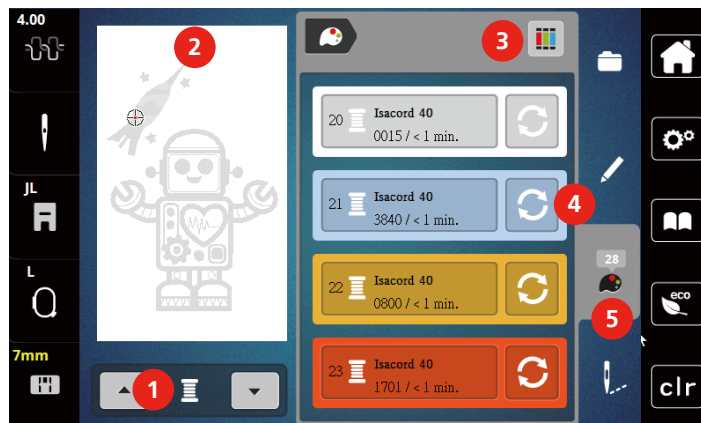 4.00
2
3
20 Isacord 40
0015 / < 1 min.
JL
21 Isacord 40
3840 / < 1 min.
4
28
L
22 Isacord 40
0800 / < 1 min.
5
eco
7mm
23 Isacord 40
1701 / < 1 min.
1
clr